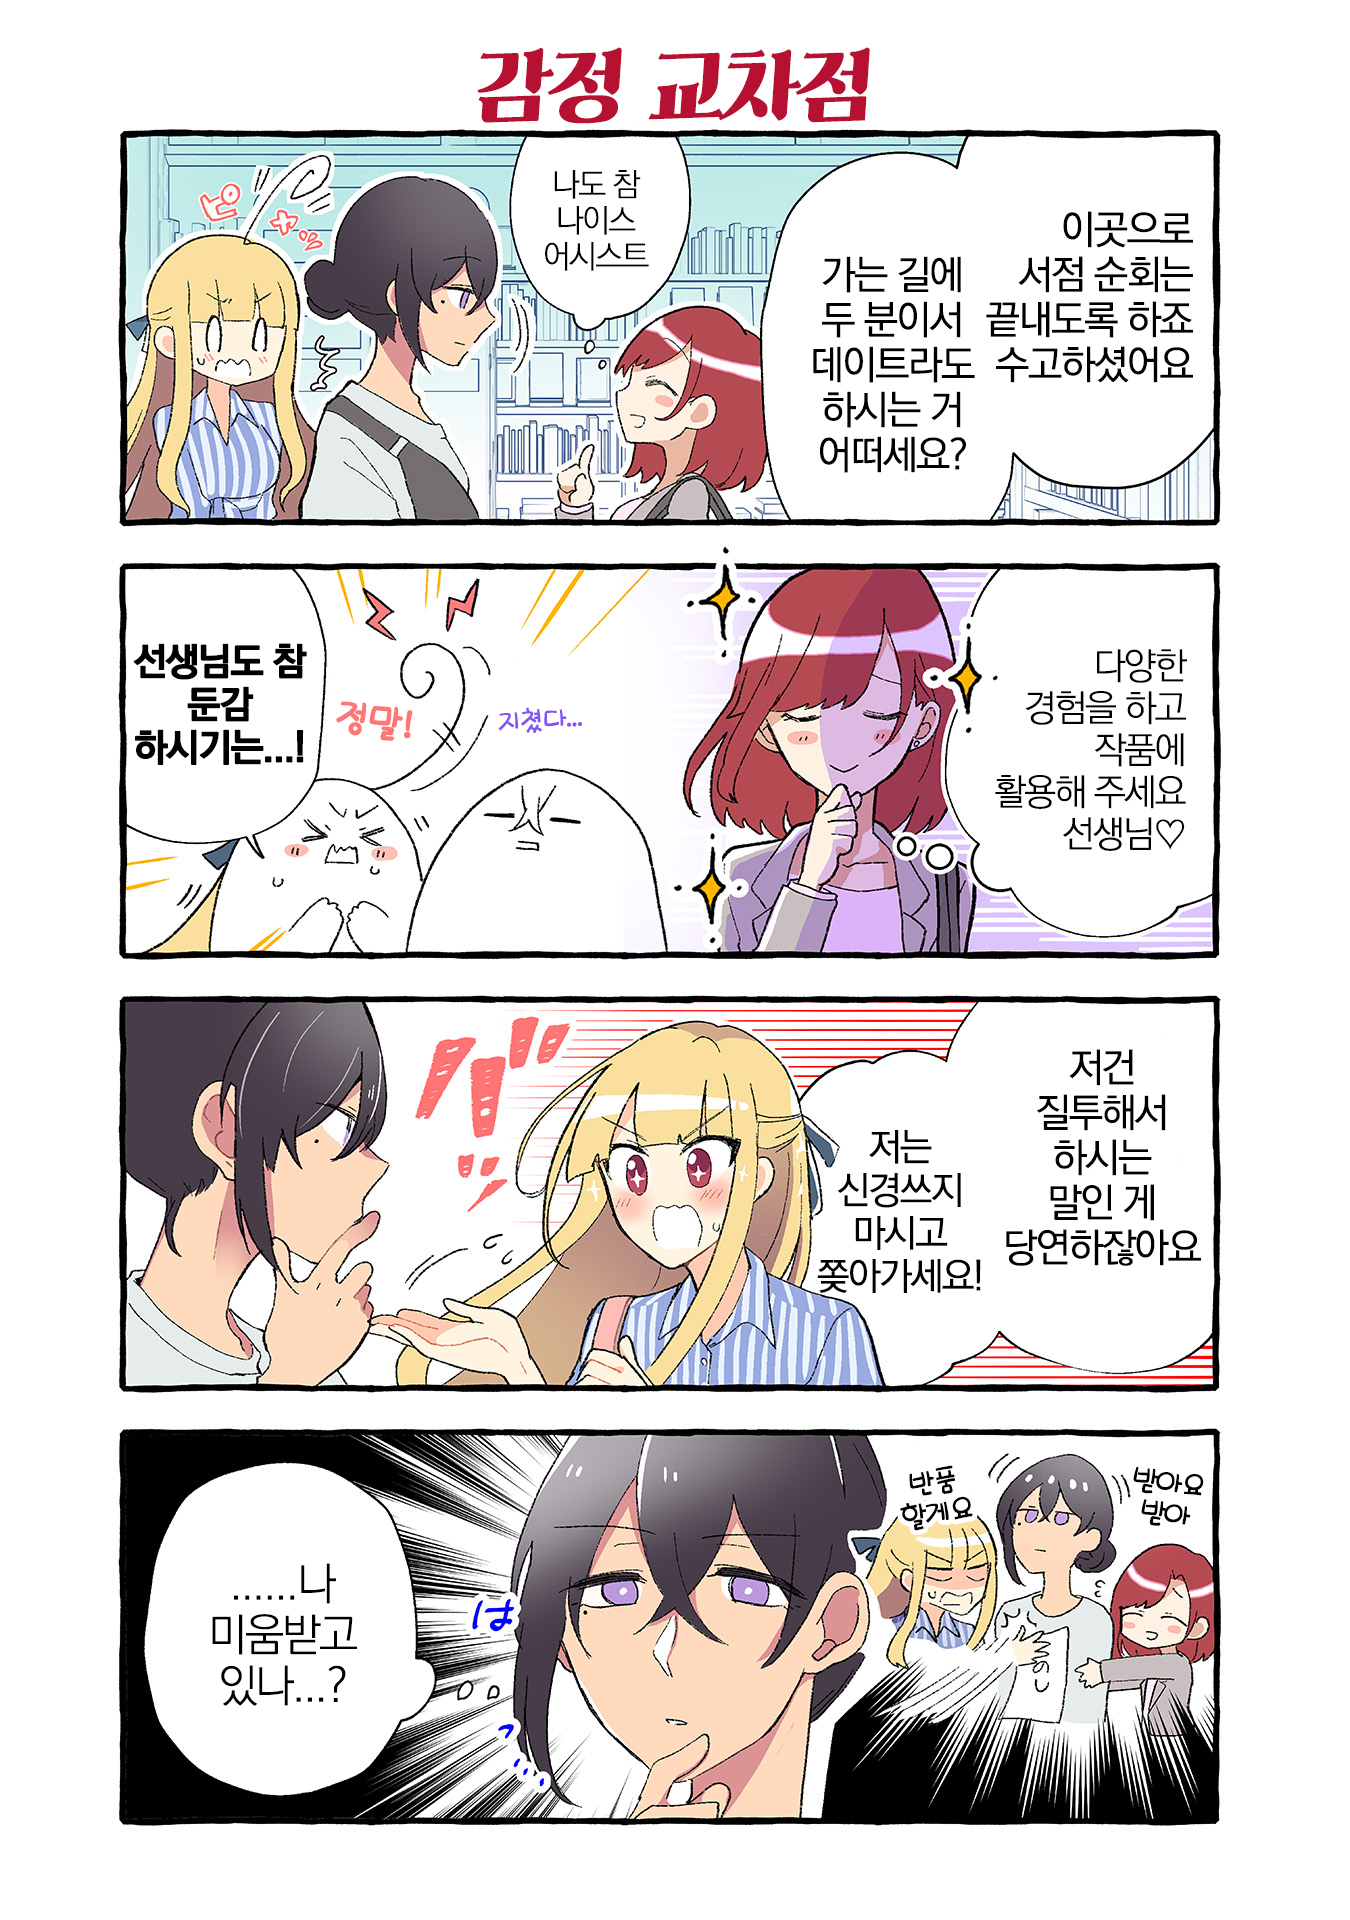 감정 교차점
이곳으로
서점 순회는
끝내도록 하죠
수고하셨어요
가는 길에
두 분이서
데이트라도
하시는 거
어떠세요?
나도 참
나이스
어시스트
ピャッ
다양한
경험을 하고
작품에
활용해 주세요
선생님♡
지쳤다...
정말!
선생님도 참
둔감
하시기는...!
저건
질투해서
하시는
말인 게
당연하잖아요
저는
신경쓰지
마시고
쫒아가세요!
받아요
받아
반품
할게요
は
っ...
......나
미움받고
있나...?